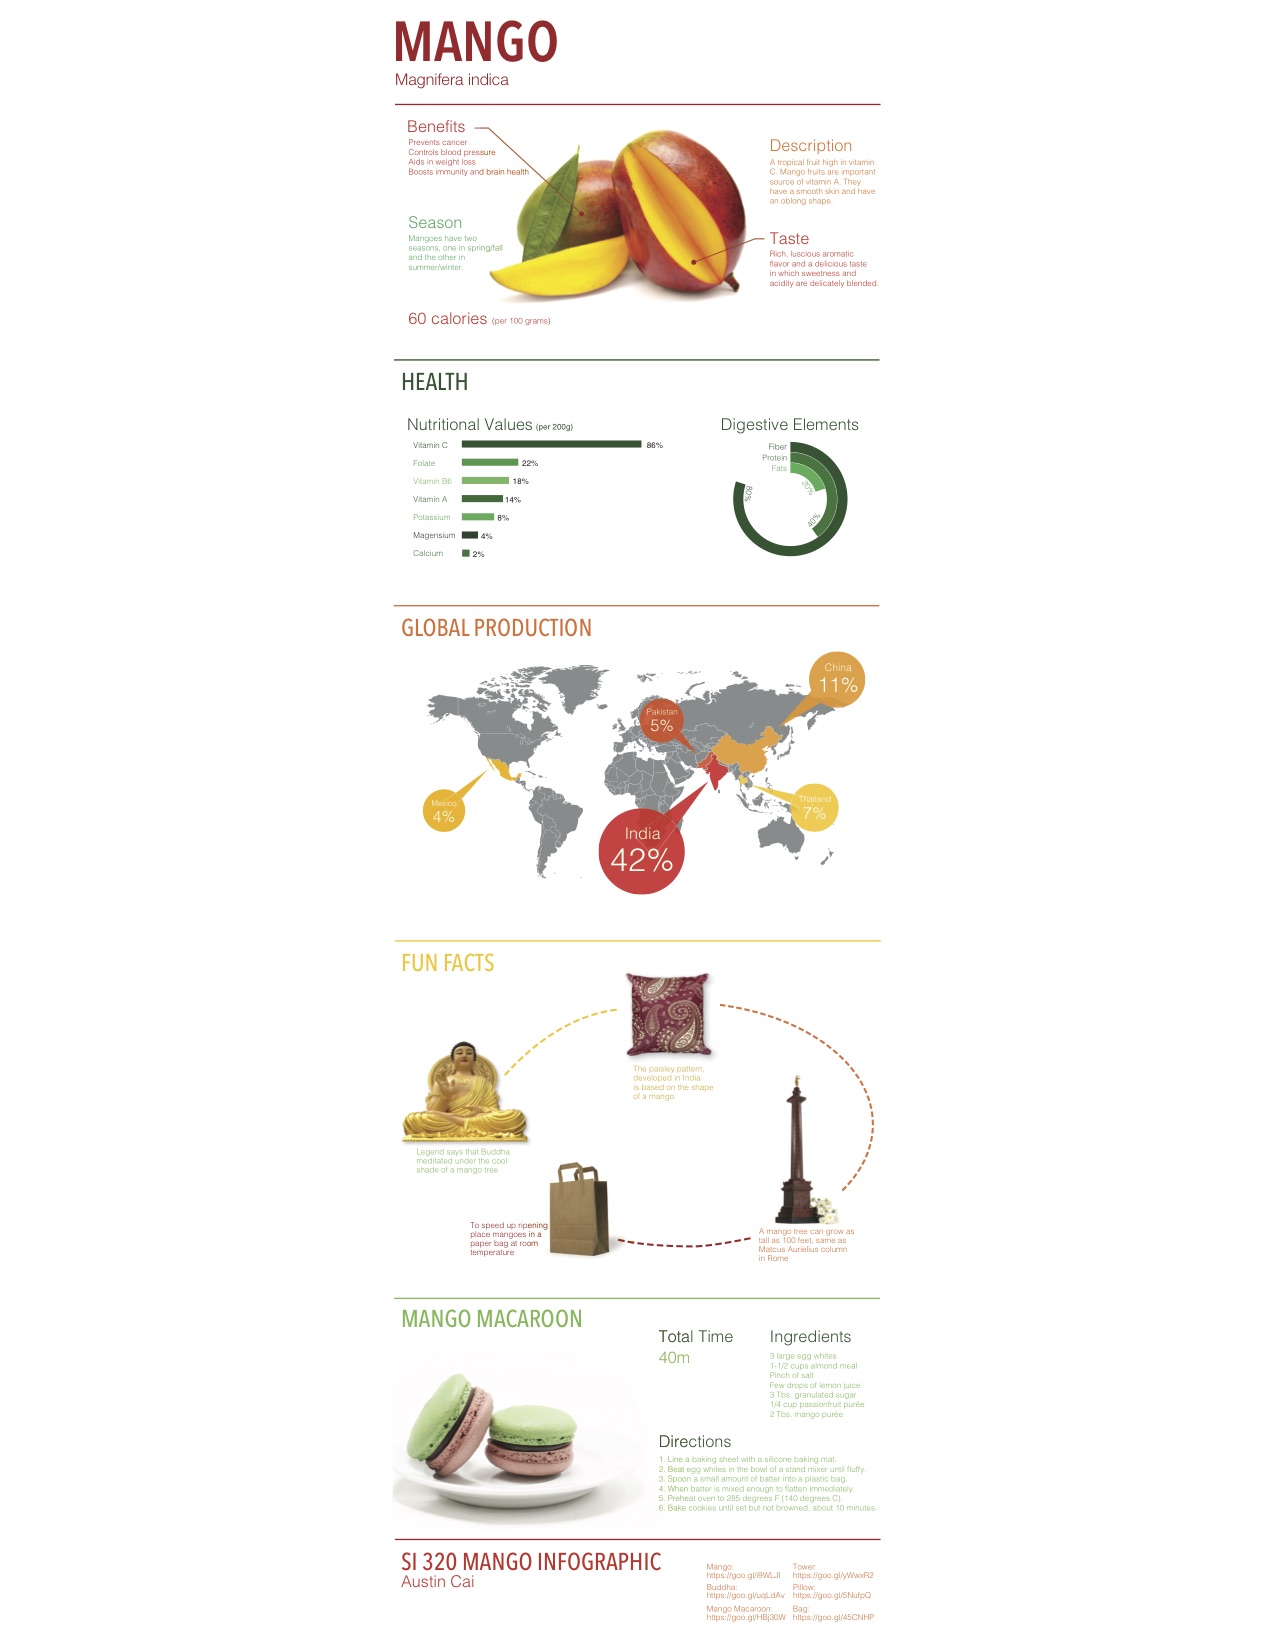 MANGO
Magnifera indica
Benefits
Prevents cancer
Controls blood pressure
Aids in weight loss
Boosts immunity and brain health
Description
A tropical fruit high in vitamin
C. Mango fruits are important
source of vitamin A. They
have a smooth skin and have
an oblong shape.
Season
Mangoes have two
seasons, one in spring/fall
and the other in
summer/winter.
Taste
Rich, luscious aromatic
flavor and a delicious taste
in which sweetness and
acidity are delicately blended.
60 calories (per 100 grams)
HEALTH
Nutritional Values (per 200g)
Vitamin C 86%
Folate 22%
Vitamin B6 18%
Vitamin A 14%
Potassium 8%
Magensium 4%
Calcium 2%
Digestive Elements
Fiber
Protein
Fats
80%
20%
40%
GLOBAL PRODUCTION
China
11%
Pakistan
5%
Mexico
4%
Thailand
7%
India
42%
FUN FACTS
The paisley pattern,
developed in India
is based on the shape
of a mango
Legend says that Buddha
meditated under the cool
shade of a mango tree
To speed up ripening
place mangoes in a
paper bag at room
temperature
A mango tree can grow as
tall as 100 feet, same as
Marcus Aurielius column
in Rome
MANGO MACAROON
Total Time
40m
Ingredients
3 large egg whites
1-1/2 cups almond meal
Pinch of salt
Few drops of lemon juice
3 Tbs. granulated sugar
1/4 cup passionfruit purée
2 Tbs. mango purée
Directions
1. Line a baking sheet with a silicone baking mat.
2. Beat egg whites in the bowl of a stand mixer until fluffy.
3. Spoon a small amount of batter into a plastic bag.
4. When batter is mixed enough to flatten immediately.
5. Preheat oven to 285 degrees F (140 degrees C).
6. Bake cookies until set but not browned, about 10 minutes.
SI 320 MANGO INFOGRAPHIC
Austin Cai
Mango:
Tower:
https://goo.gl/yWwxR2
Buddha:
https://goo.gl/uqLdAv
Pillow:
Mango Macaroon:
https://goo.gl/HBj30W
Bag:
https://goo.gl/45CNHP